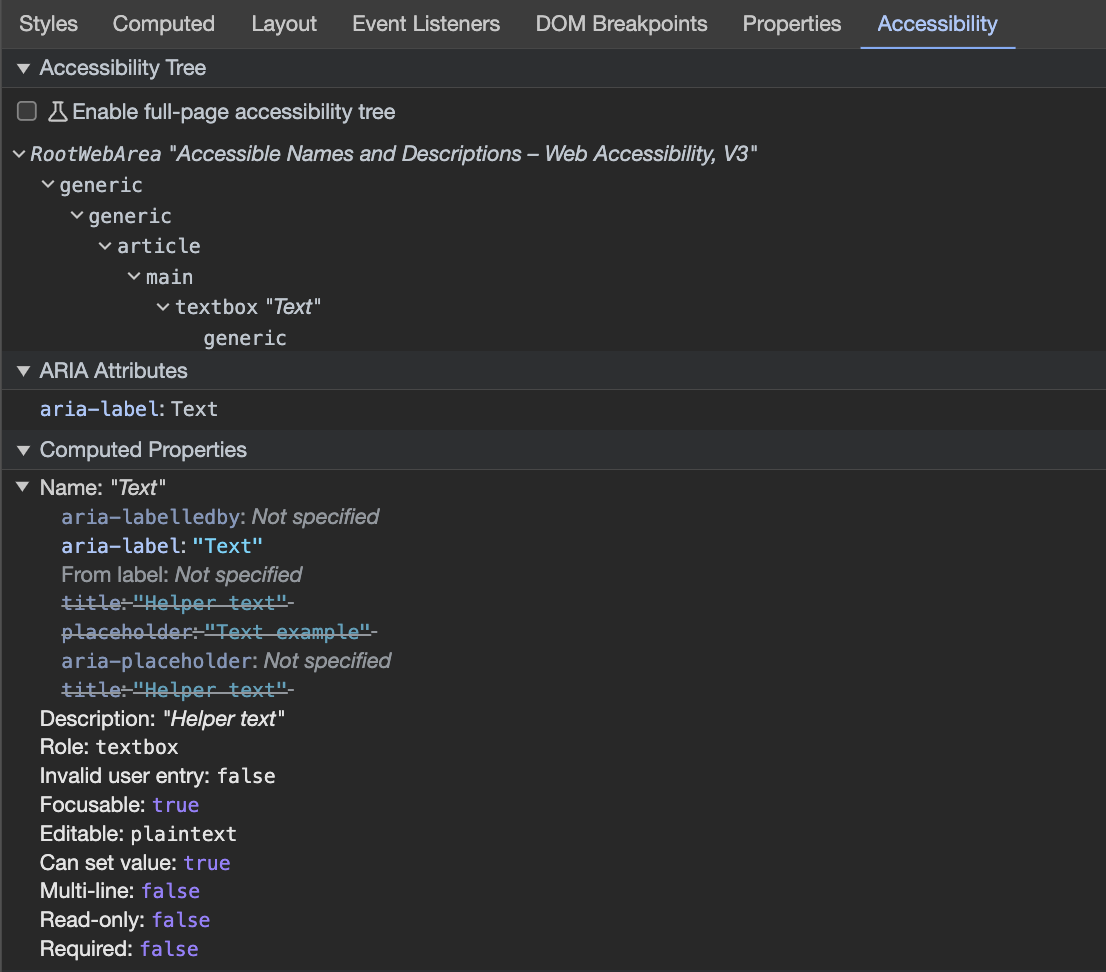 Styles Computed Layout Event Listeners DOM Breakpoints Properties Accessibility
Accessibility Tree
Enable full-page accessibility tree
RootWebArea "Accessible Names and Descriptions – Web Accessibility, V3"
generic
generic
article
main
textbox "Text"
generic
ARIA Attributes
aria-label: Text
Computed Properties
Name: "Text"
aria-labelledby: Not specified
aria-label: "Text"
From label: Not specified
title: "Helper text"
placeholder: "Text example"
aria-placeholder: Not specified
title: "Helper text"
Description: "Helper text"
Role: textbox
Invalid user entry: false
Focusable: true
Editable: plaintext
Can set value: true
Multi-line: false
Read-only: false
Required: false